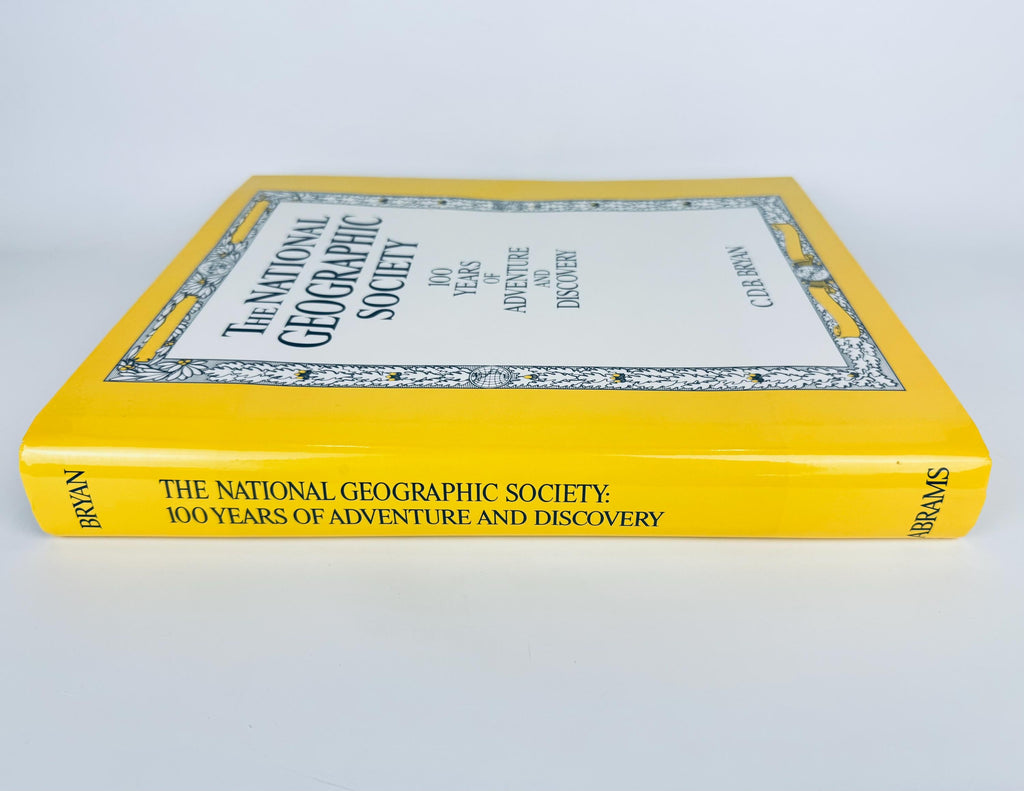 THE NATIONAL
GEOGRAPHIC
SOCIETY
100
YEARS
OF
ADVENTURE
AND
DISCOVERY
C.D.B. BRYAN
BRYAN
THE NATIONAL GEOGRAPHIC SOCIETY:
100 YEARS OF ADVENTURE AND DISCOVERY
ABRAMS